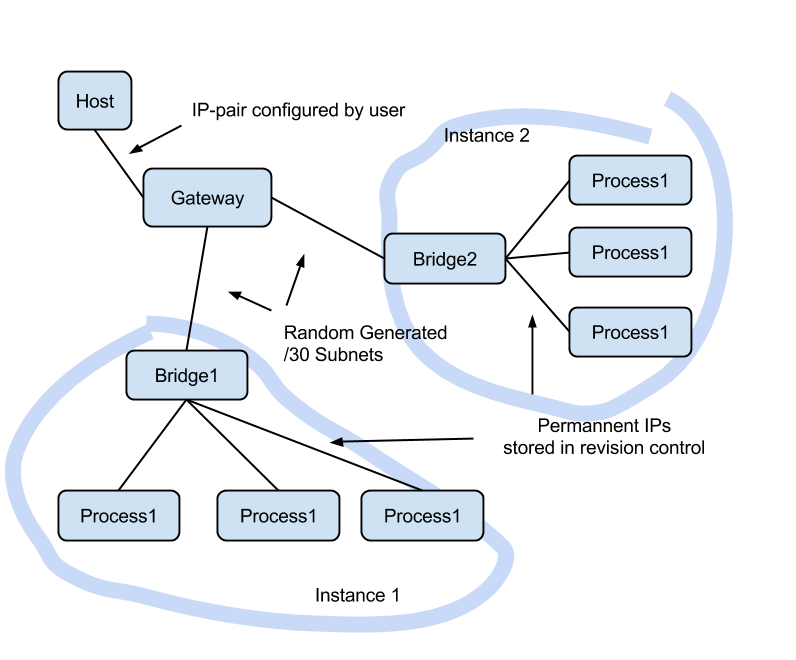 Host
IP-pair configured by user
Instance 2
Process1
Gateway
Process1
Bridge2
Process1
Random Generated
/30 Subnets
Bridge1
Permannent IPs
stored in revision control
Process1
Process1
Process1
Instance 1